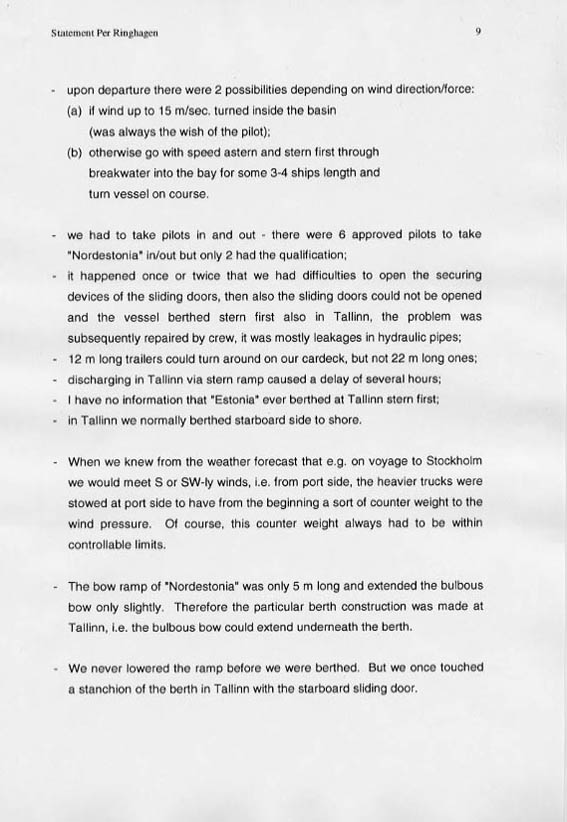 Statement Per Ringhagen 9
- upon departure there were 2 possibilities depending on wind direction/force:
(a) if wind up to 15 m/sec. turned inside the basin
(was always the wish of the pilot);
(b) otherwise go with speed astern and stern first through
breakwater into the bay for some 3-4 ships length and
turn vessel on course.
- we had to take pilots in and out - there were 6 approved pilots to take
"Nordestonia" in/out but only 2 had the qualification;
- it happened once or twice that we had difficulties to open the securing
devices of the sliding doors, then also the sliding doors could not be opened
and the vessel berthed stern first also in Tallinn, the problem was
subsequently repaired by crew, it was mostly leakages in hydraulic pipes;
- 12 m long trailers could turn around on our cardeck, but not 22 m long ones;
- discharging in Tallinn via stern ramp caused a delay of several hours;
- I have no information that "Estonia" ever berthed at Tallinn stern first;
- in Tallinn we normally berthed starboard side to shore.
- When we knew from the weather forecast that e.g. on voyage to Stockholm
we would meet S or SW-ly winds, i.e. from port side, the heavier trucks were
stowed at port side to have from the beginning a sort of counter weight to the
wind pressure. Of course, this counter weight always had to be within
controllable limits.
- The bow ramp of "Nordestonia" was only 5 m long and extended the bulbous
bow only slightly. Therefore the particular berth construction was made at
Tallinn, i.e. the bulbous bow could extend underneath the berth.
- We never lowered the ramp before we were berthed. But we once touched
a stanchion of the berth in Tallinn with the starboard sliding door.